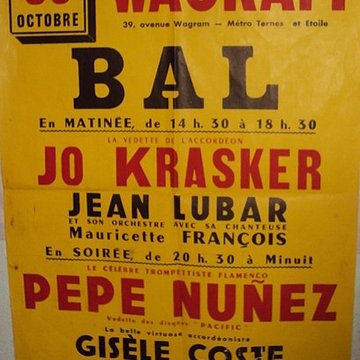 WAGRAM
OCTOBRE
39, avenue Wagram — Métro Ternes et Etoile
BAL
En MATINÉE, de 14 h. 30 à 18 h. 30
LA VEDETTE DE L'ACCORDÉON
JO KRASKER
JEAN LUBAR
ET SON ORCHESTRE AVEC SA CHANTEUSE
Mauricette FRANÇOIS
En SOIRÉE, de 20 h. 30 à Minuit
LE CÉLÈBRE TROMPETTISTE FLAMENCO
PEPE NUÑEZ
Vedette des disques "PACIFIC"
La belle virtuose accordéoniste
GISÈLE COSTE